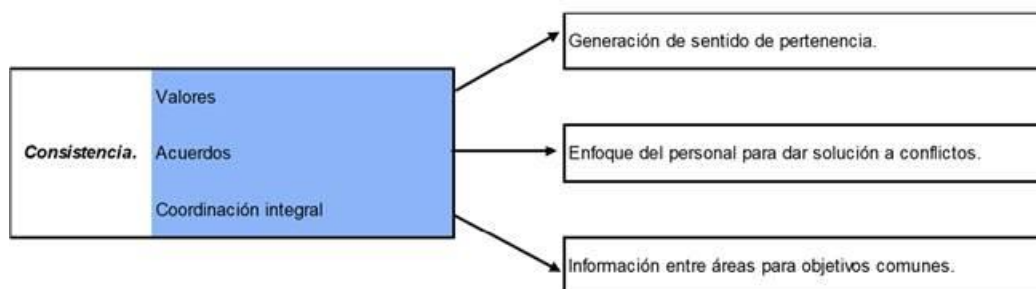 Generación de sentido de pertenencia.
Valores
Consistencia.
Acuerdos
Enfoque del personal para dar solución a conflictos.
Coordinación integral
Información entre áreas para objetivos comunes.